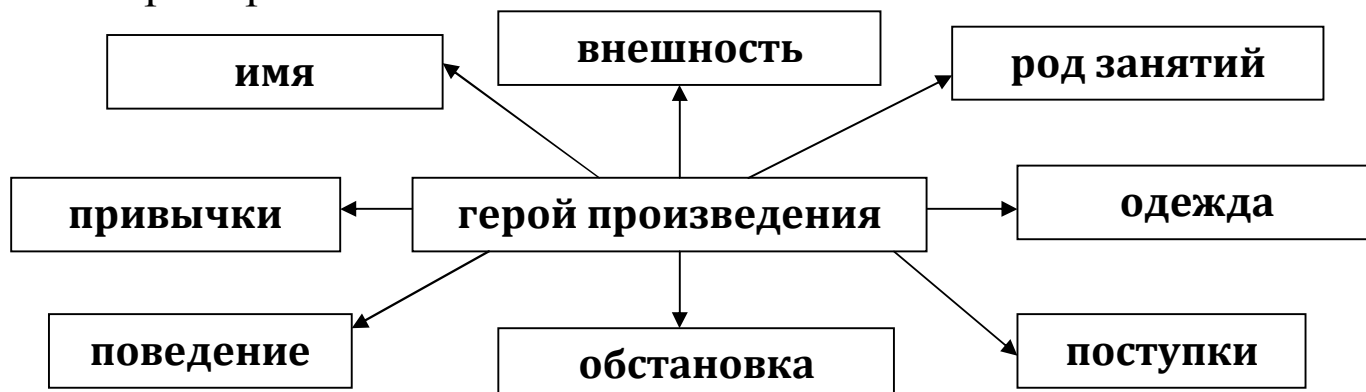 имя
внешность
род занятий
привычки
герой произведения
одежда
поведение
обстановка
поступки